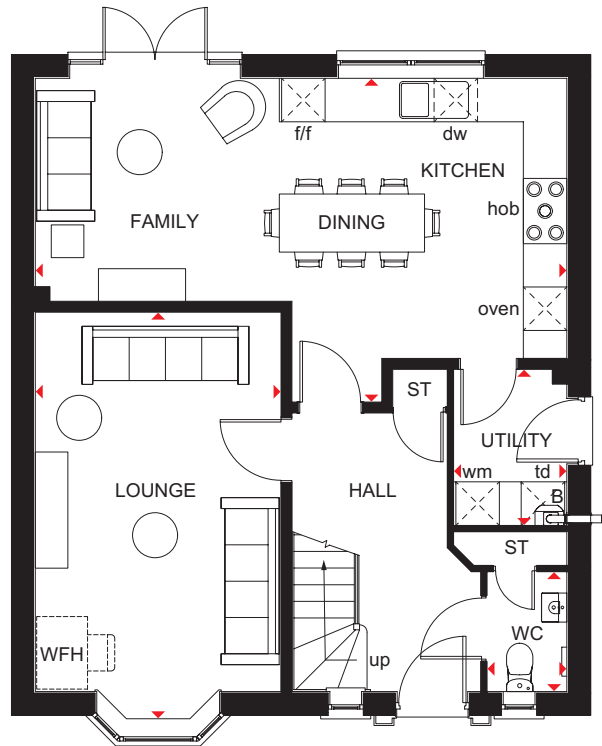 f/f
dw
KITCHEN
hob
FAMILY
DINING
oven
ST
UTILITY
wm
td
LOUNGE
HALL
B
ST
WC
WFH
up